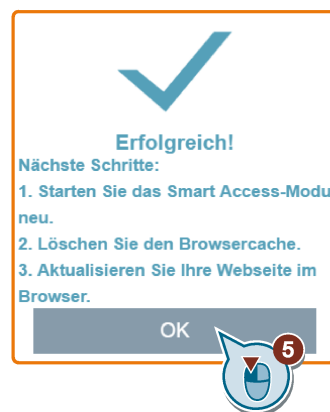 Erfolgreich!
Nächste Schritte:
1. Starten Sie das Smart Access-Modu
neu.
2. Löschen Sie den Browsercache.
3. Aktualisieren Sie Ihre Webseite im
Browser.
OK
5